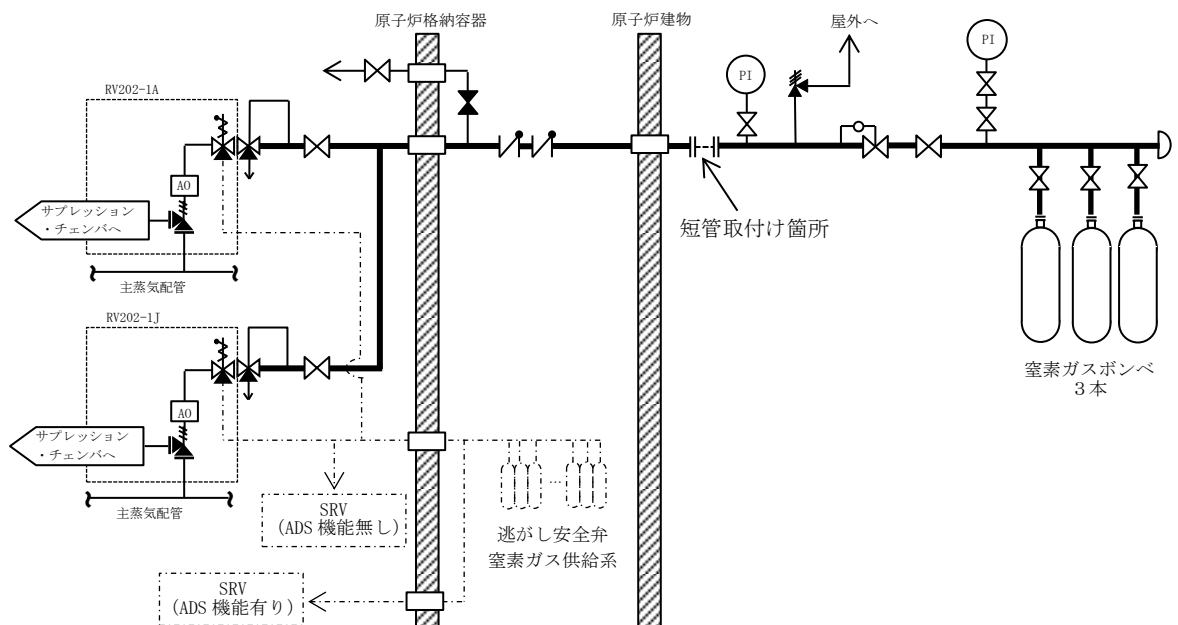 原子炉格納容器
原子炉建物
屋外へ
PI
PI
RV202-1A
AO
サプレッション
・チェンバへ
主蒸気配管
短管取付け箇所
RV202-1J
AO
サプレッション
・チェンバへ
主蒸気配管
窒素ガスボンベ
３本
SRV
（ADS 機能無し）
逃がし安全弁
窒素ガス供給系
SRV
（ADS 機能有り）